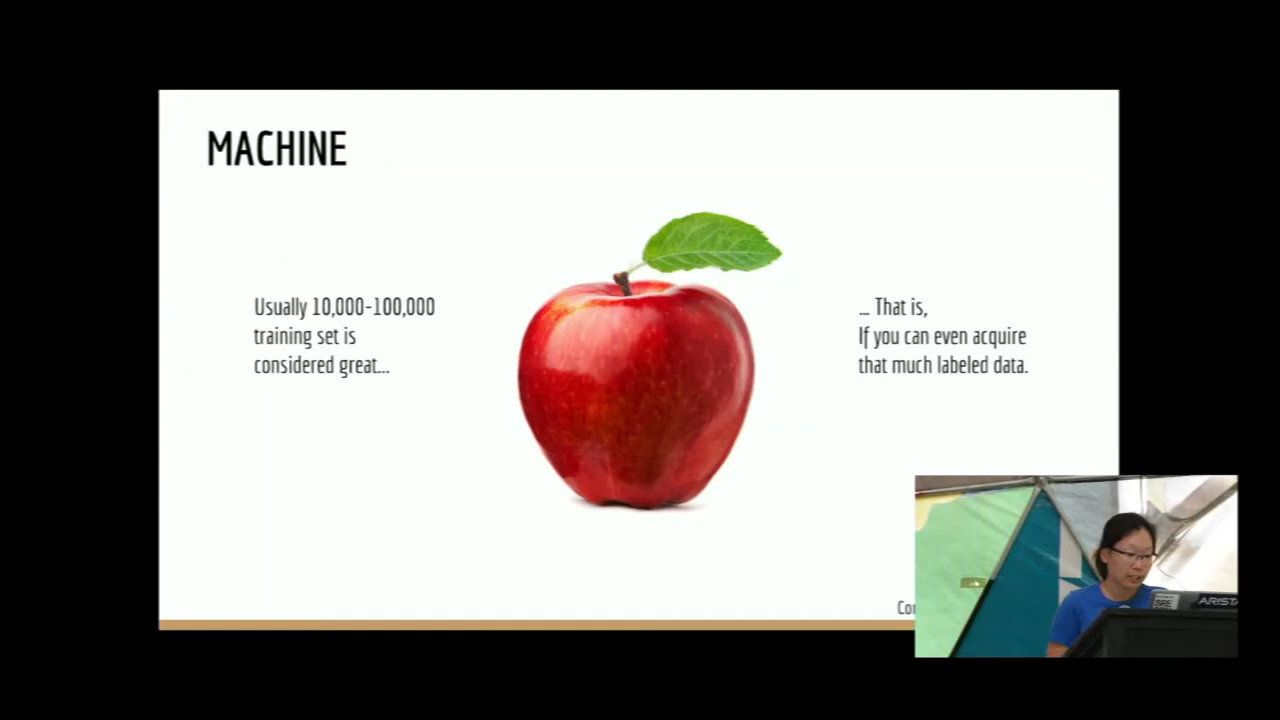 MACHINE
Usually 10,000-100,000
training set is
considered great...
... That is,
If you can even acquire
that much labeled data.